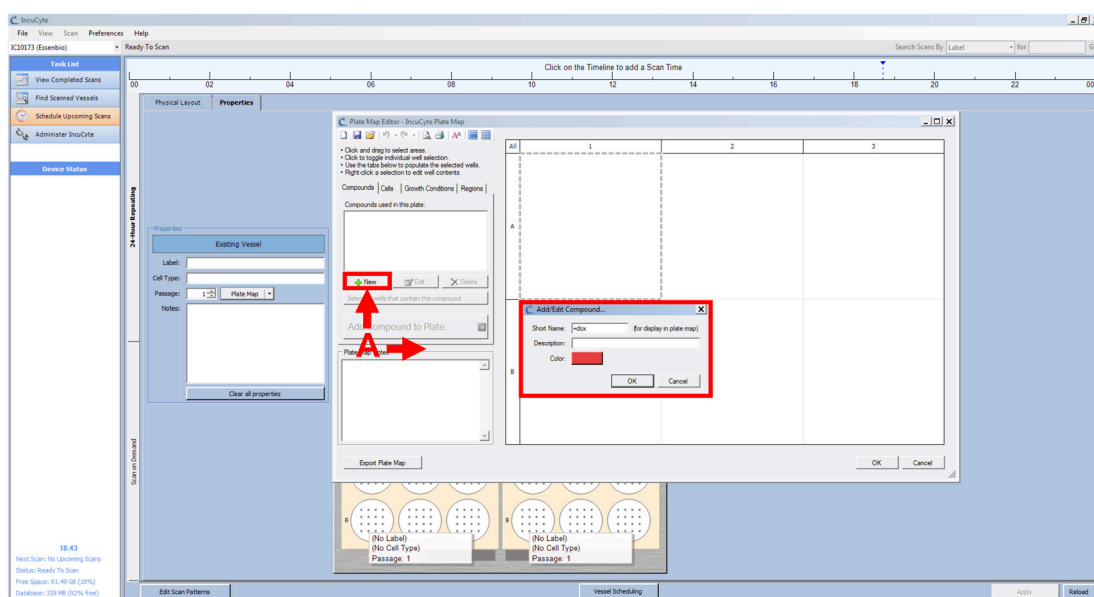 IncuCyte
File View Scan Preferences Help
IC10173 (Essenbio) Ready To Scan Search Scans By Label for G
Task List
View Completed Scans
Find Scanned Vessels
Schedule Upcoming Scans
Administer IncuCyte
Device Status
18:43
Next Scan: No Upcoming Scans
Status: Ready To Scan
Free Space: 91.49 GB (19%)
Database: 339 MB (92% free)
Click on the Timeline to add a Scan Time
00 02 04 06 08 10 12 14 16 18 20 22 00
24-Hour Repeating
Scan on Demand
Physical Layout Properties
Properties
Existing Vessel
Label:
Cell Type:
Passage: 1 Plate Map
Notes:
Clear all properties
Plate Map Editor - IncuCyte Plate Map
• Click and drag to select areas.
• Click to toggle individual well selection.
• Use the tabs below to populate the selected wells.
• Right-click a selection to edit well contents.
Compounds Cells Growth Conditions Regions
Compounds used in this plate:
New Edit Delete
Select wells that contain this compound
Add Compound to Plate...
A
Plate Map Notes
Export Plate Map
All 1 2 3
A
B
Add/Edit Compound...
Short Name: +dox (for display in plate map)
Description:
Color:
OK Cancel
OK Cancel
B B
(No Label) (No Label)
(No Cell Type) (No Cell Type)
Passage: 1 Passage: 1
Edit Scan Patterns Vessel Scheduling Apply Reload